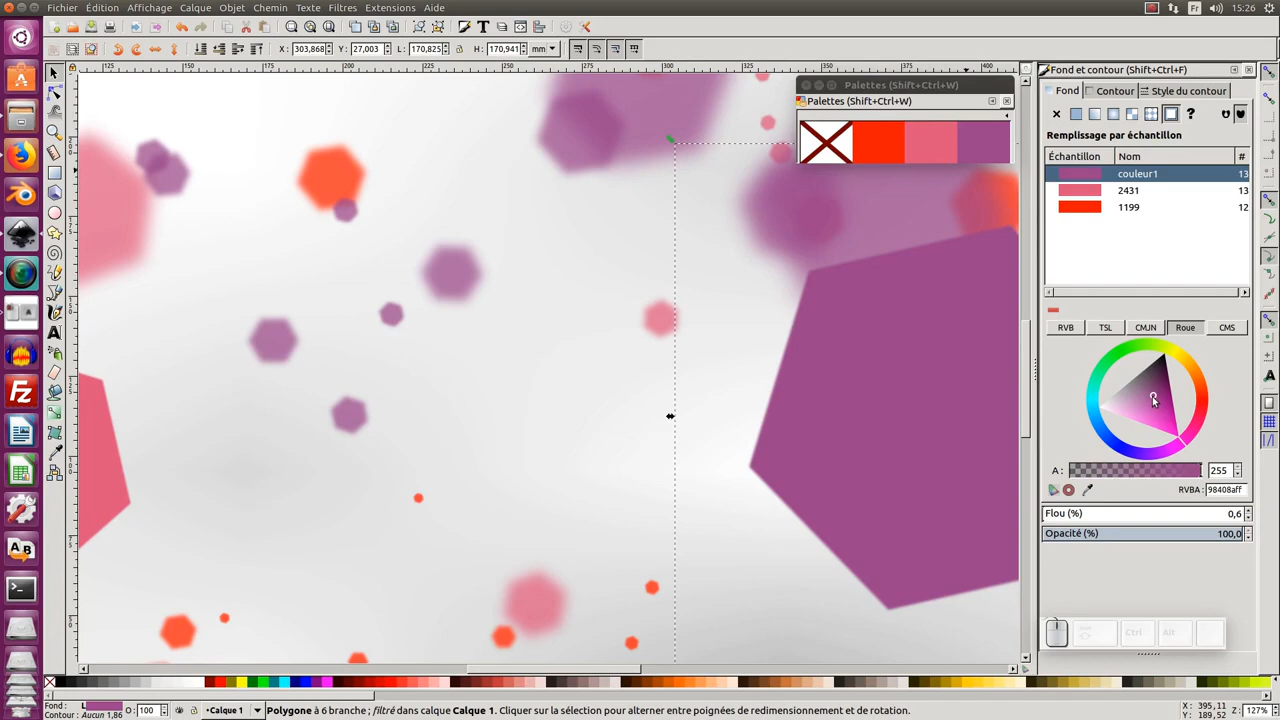 Fichier Édition Affichage Calque Objet Chemin Texte Filtres Extensions Aide
Fr 15:26
X : 303,868 Y : 27,003 L : 170,825 H : 170,941 mm
Fond et contour (Shift+Ctrl+F)
Palettes (Shift+Ctrl+W)
Palettes (Shift+Ctrl+W)
Fond Contour Style du contour
Remplissage par échantillon
Échantillon Nom #
couleur1 13
2431 13
1199 12
RVB TSL CMJN Roue CMS
A : 255
RVBA : 98408aff
Flou (%) 0,6
Opacité (%) 100,0
Ctrl Alt
125 150 175 200 225 250 275 300 325 350 375 400
Fond : L
Contour : Aucun 1,86
O : 100
•Calque 1
Polygone à 6 branche ; filtré dans calque Calque 1. Cliquer sur la sélection pour alterner entre poignées de redimensionnement et de rotation.
X : 395,11
Y : 189,52
Z : 127%